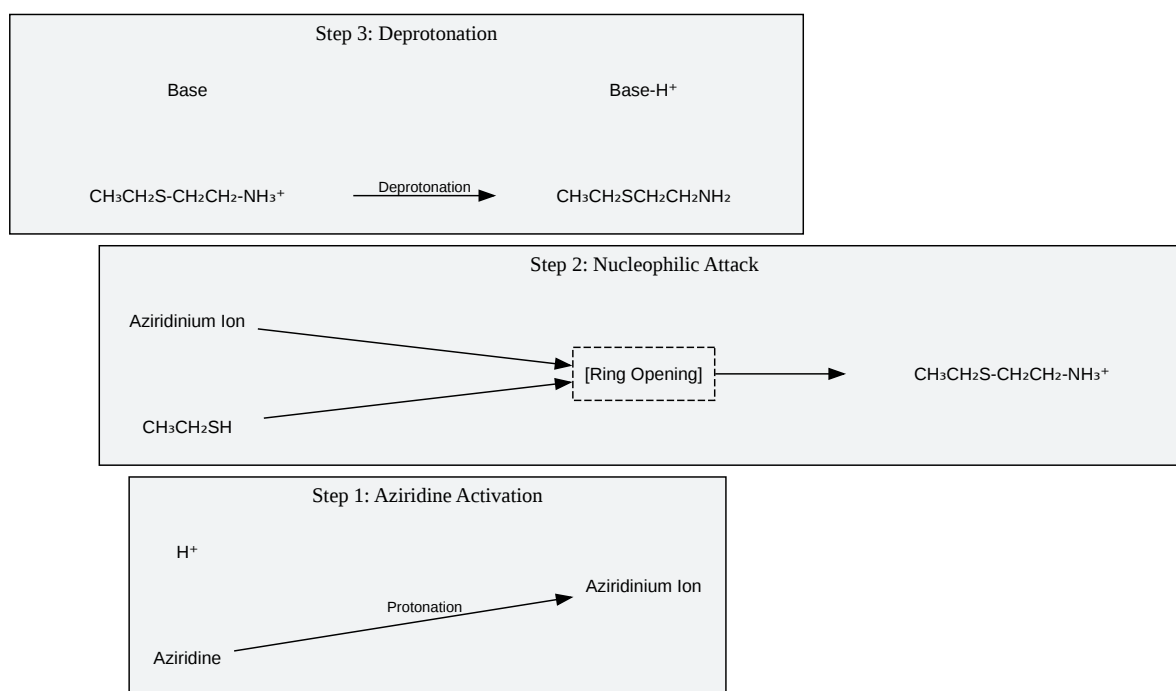 Step 3: Deprotonation
Base
Base-H⁺
CH₃CH₂S-CH₂CH₂-NH₃⁺
Deprotonation
CH₃CH₂SCH₂CH₂NH₂
Step 2: Nucleophilic Attack
Aziridinium Ion
[Ring Opening]
CH₃CH₂S-CH₂CH₂-NH₃⁺
CH₃CH₂SH
Step 1: Aziridine Activation
H⁺
Aziridinium Ion
Protonation
Aziridine